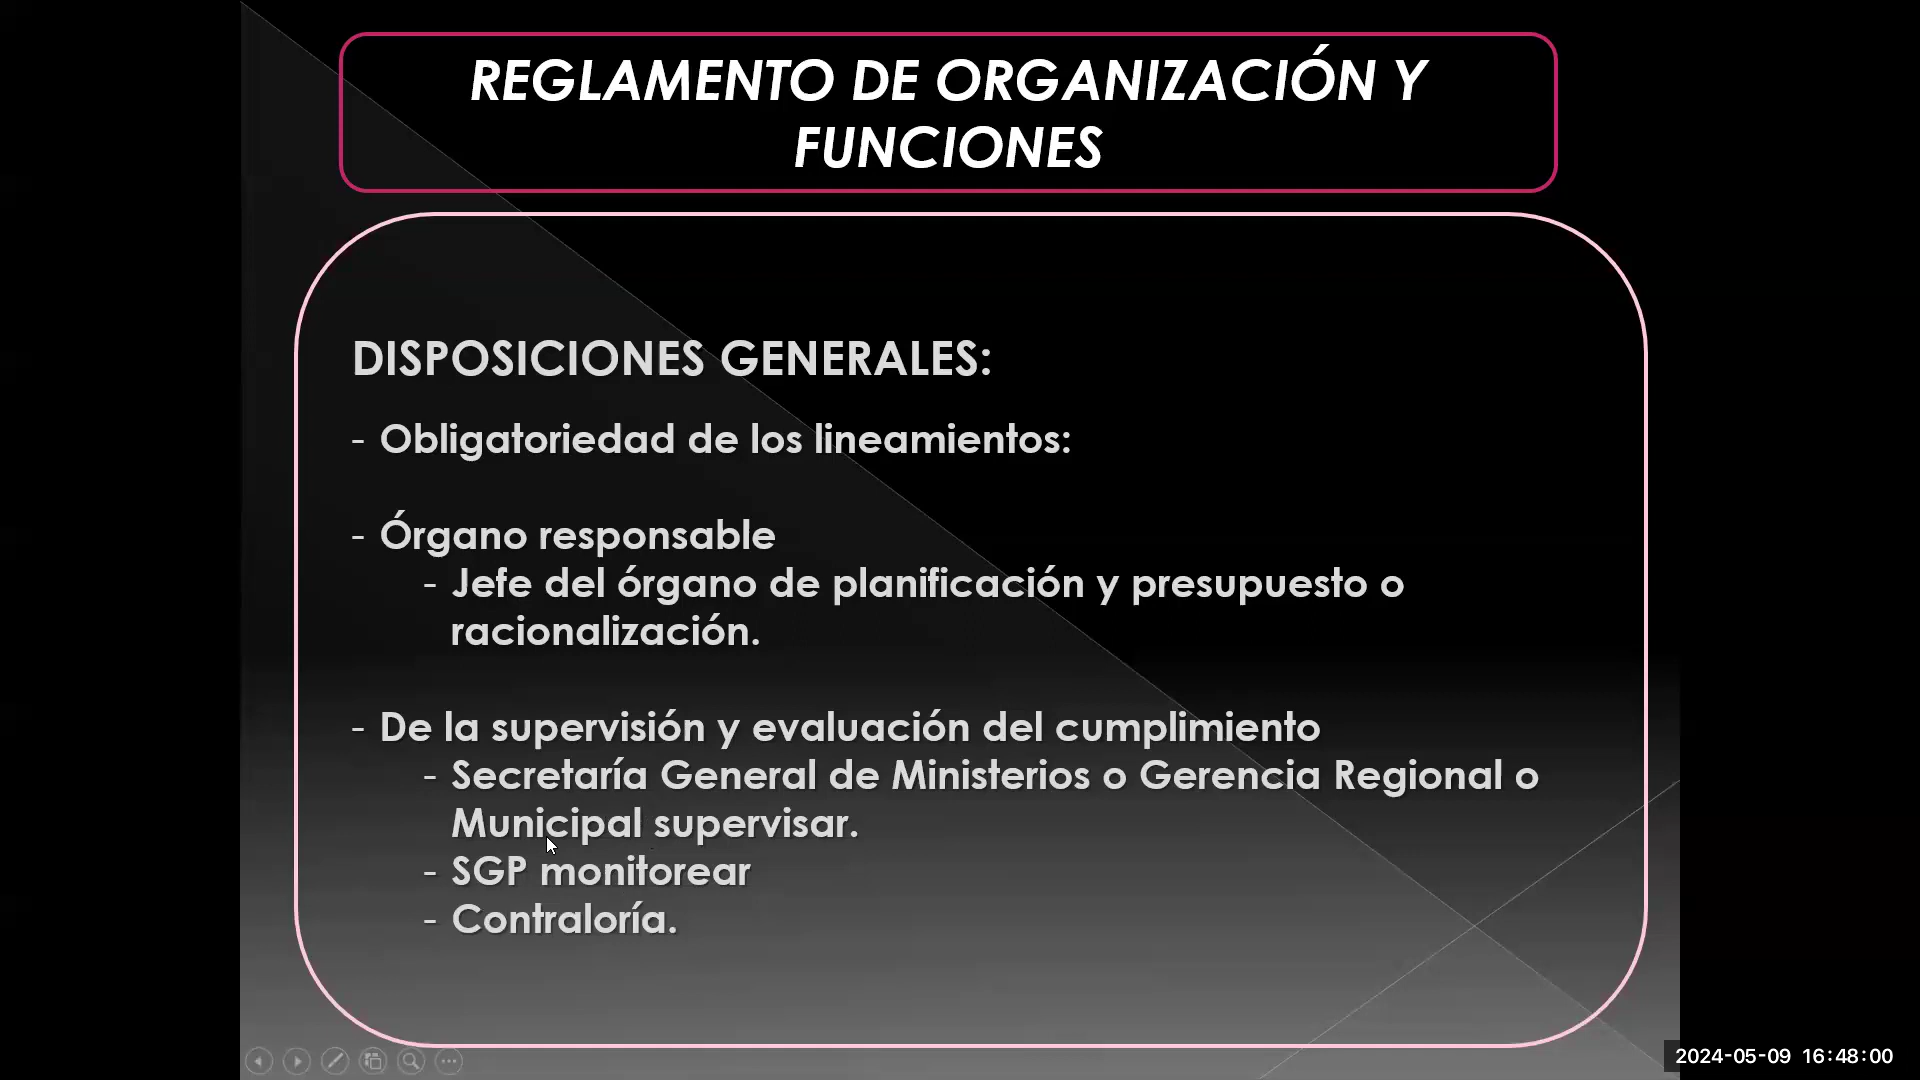 REGLAMENTO DE ORGANIZACIÓN Y
FUNCIONES
DISPOSICIONES GENERALES:
- Obligatoriedad de los lineamientos:
- Órgano responsable
- Jefe del órgano de planificación y presupuesto o
racionalización.
- De la supervisión y evaluación del cumplimiento
- Secretaría General de Ministerios o Gerencia Regional o
Municipal supervisar.
- SGP monitorear
- Contraloría.
2024-05-09 16:48:00